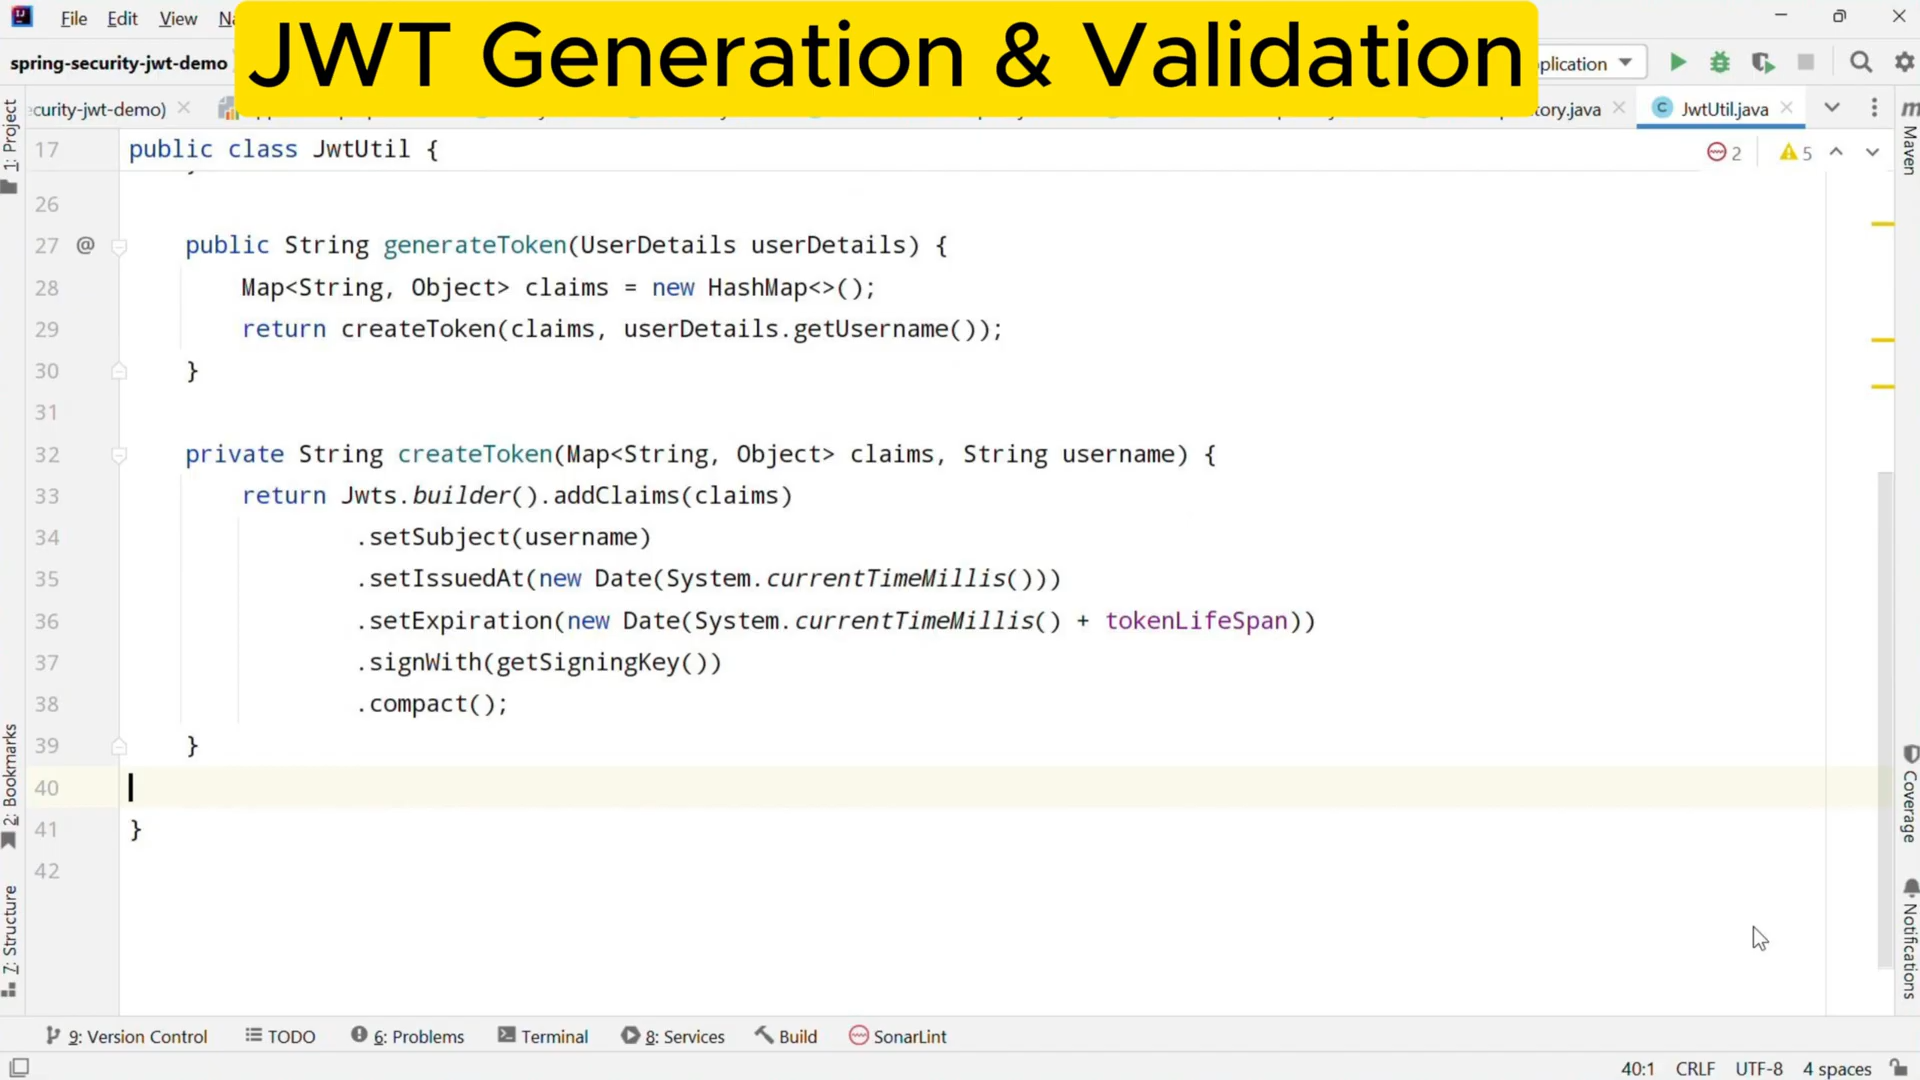 File Edit View
JWT Generation & Validation
spring-security-jwt-demo
plication
curity-jwt-demo)
tory.java
JwtUtil.java
1: Project
Maven
17 public class JwtUtil {
2 5
26
27 @ public String generateToken(UserDetails userDetails) {
28 Map<String, Object> claims = new HashMap<>();
29 return createToken(claims, userDetails.getUsername());
30 }
31
32 private String createToken(Map<String, Object> claims, String username) {
33 return Jwts.builder().addClaims(claims)
34 .setSubject(username)
35 .setIssuedAt(new Date(System.currentTimeMillis()))
36 .setExpiration(new Date(System.currentTimeMillis() + tokenLifeSpan))
37 .signWith(getSigningKey())
38 .compact();
39 }
40
41 }
42
2: Bookmarks
7: Structure
Coverage
Notifications
9: Version Control TODO 6: Problems Terminal 8: Services Build SonarLint
40:1 CRLF UTF-8 4 spaces